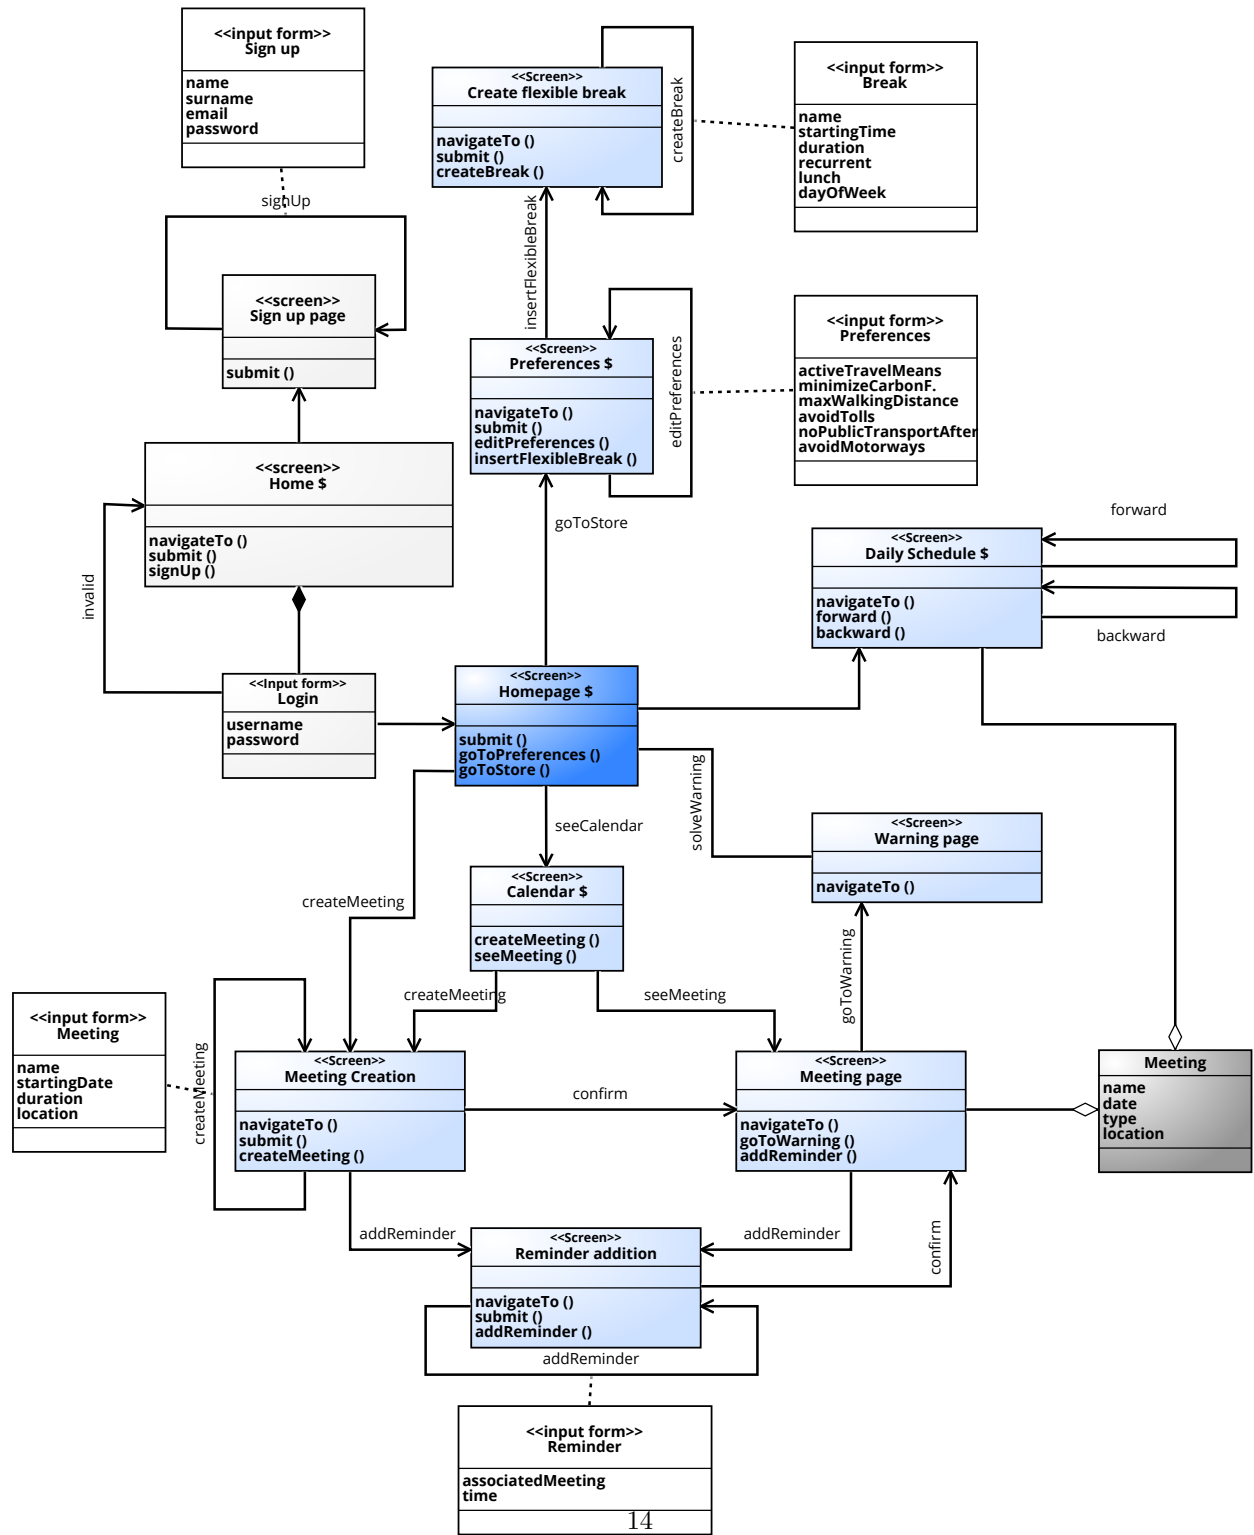 <<input form>>
Sign up
name
surname
email
password
signUp
<<screen>>
Sign up page
submit ()
<<screen>>
Home $
navigateTo ()
submit ()
signUp ()
invalid
<<Input form>>
Login
username
password
<<Screen>>
Create flexible break
navigateTo ()
submit ()
createBreak ()
createBreak
<<input form>>
Break
name
startingTime
duration
recurrent
lunch
dayOfWeek
insertFlexibleBreak
<<Screen>>
Preferences $
navigateTo ()
submit ()
editPreferences ()
insertFlexibleBreak ()
editPreferences
<<input form>>
Preferences
activeTravelMeans
minimizeCarbonF.
maxWalkingDistance
avoidTolls
noPublicTransportAfter
avoidMotorways
goToStore
<<Screen>>
Daily Schedule $
navigateTo ()
forward ()
backward ()
forward
backward
<<Screen>>
Homepage $
submit ()
goToPreferences ()
goToStore ()
solveWarning
seeCalendar
createMeeting
<<Screen>>
Warning page
navigateTo ()
<<Screen>>
Calendar $
createMeeting ()
seeMeeting ()
createMeeting
seeMeeting
goToWarning
<<input form>>
Meeting
name
startingDate
duration
location
createMeeting
<<Screen>>
Meeting Creation
navigateTo ()
submit ()
createMeeting ()
confirm
<<Screen>>
Meeting page
navigateTo ()
goToWarning ()
addReminder ()
Meeting
name
date
type
location
addReminder
addReminder
confirm
<<Screen>>
Reminder addition
navigateTo ()
submit ()
addReminder ()
addReminder
<<input form>>
Reminder
associatedMeeting
time
14